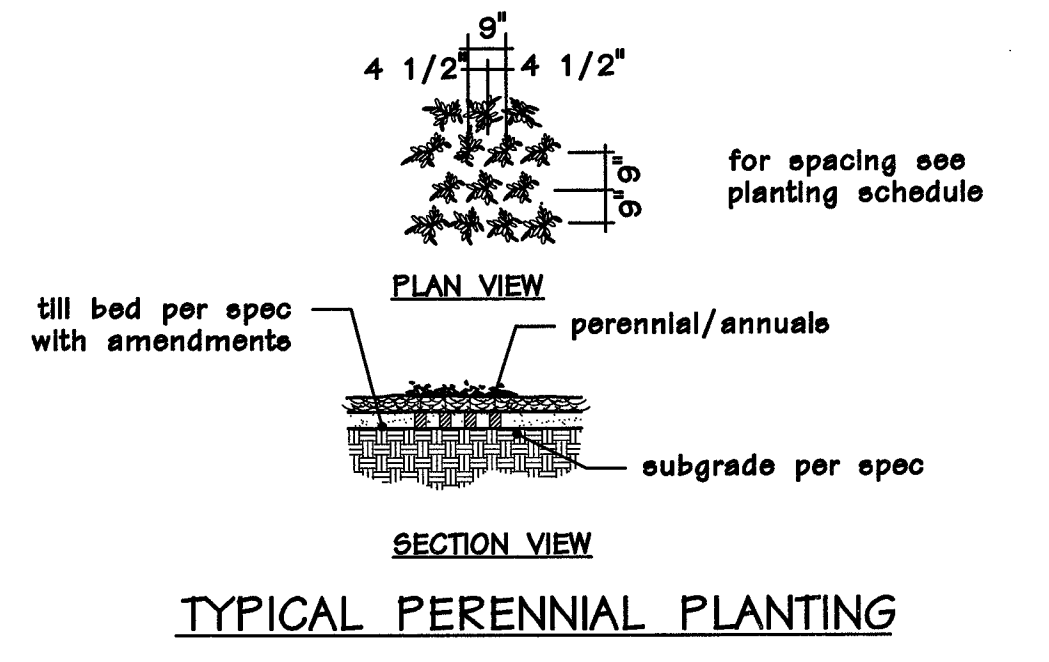 9"
4 1/2" 4 1/2"
9"
9"
for spacing see
planting schedule
PLAN VIEW
till bed per spec
with amendments
perennial/annuals
subgrade per spec
SECTION VIEW
TYPICAL PERENNIAL PLANTING